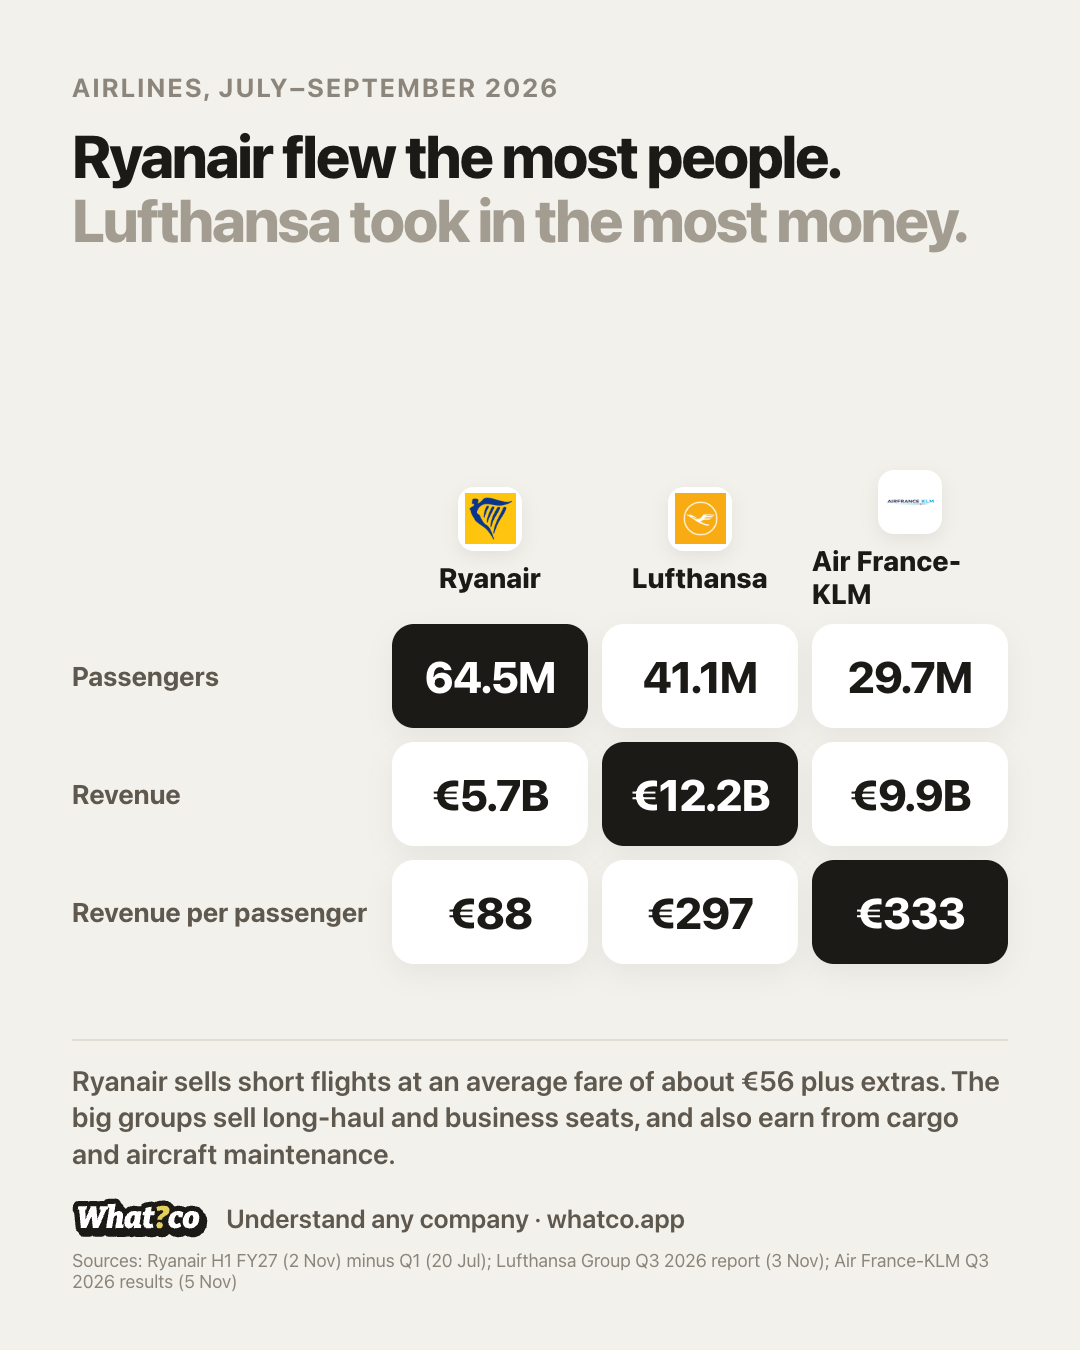 AIRLINES, JULY–SEPTEMBER 2026
Ryanair flew the most people.
Lufthansa took in the most money.
AIRFRANCE KLM
Ryanair
Lufthansa
Air France-
KLM
Passengers
64.5M
41.1M
29.7M
Revenue
€5.7B
€12.2B
€9.9B
Revenue per passenger
€88
€297
€333
Ryanair sells short flights at an average fare of about €56 plus extras. The
big groups sell long-haul and business seats, and also earn from cargo
and aircraft maintenance.
What?co
Understand any company · whatco.app
Sources: Ryanair H1 FY27 (2 Nov) minus Q1 (20 Jul); Lufthansa Group Q3 2026 report (3 Nov); Air France-KLM Q3
2026 results (5 Nov)